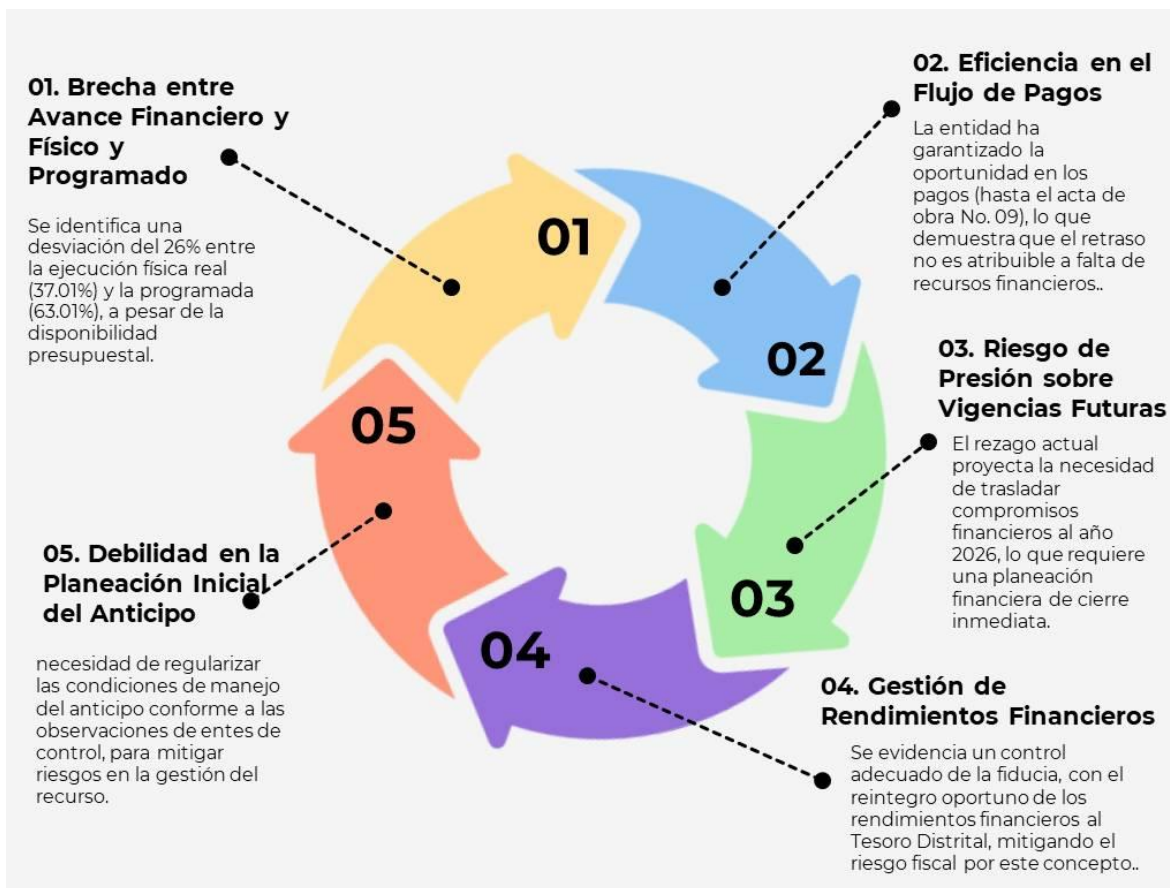 01. Brecha entre
Avance Financiero y
Físico y
Programado
Se identifica una
desviación del 26% entre
la ejecución física real
(37.01%) y la programada
(63.01%), a pesar de la
disponibilidad
presupuestal.
02. Eficiencia en el
Flujo de Pagos
La entidad ha
garantizado la
oportunidad en los
pagos (hasta el acta de
obra No. 09), lo que
demuestra que el retraso
no es atribuible a falta de
recursos financieros..
03. Riesgo de
Presión sobre
Vigencias Futuras
El rezago actual
proyecta la necesidad
de trasladar
compromisos
financieros al año
2026, lo que requiere
una planeación
financiera de cierre
inmediata.
04. Gestión de
Rendimientos Financieros
Se evidencia un control
adecuado de la fiducia, con el
reintegro oportuno de los
rendimientos financieros al
Tesoro Distrital, mitigando el
riesgo fiscal por este concepto..
05. Debilidad en la
Planeación Inicial
del Anticipo
necesidad de regularizar
las condiciones de manejo
del anticipo conforme a las
observaciones de entes de
control, para mitigar
riesgos en la gestión del
recurso.
01
02
03
04
05